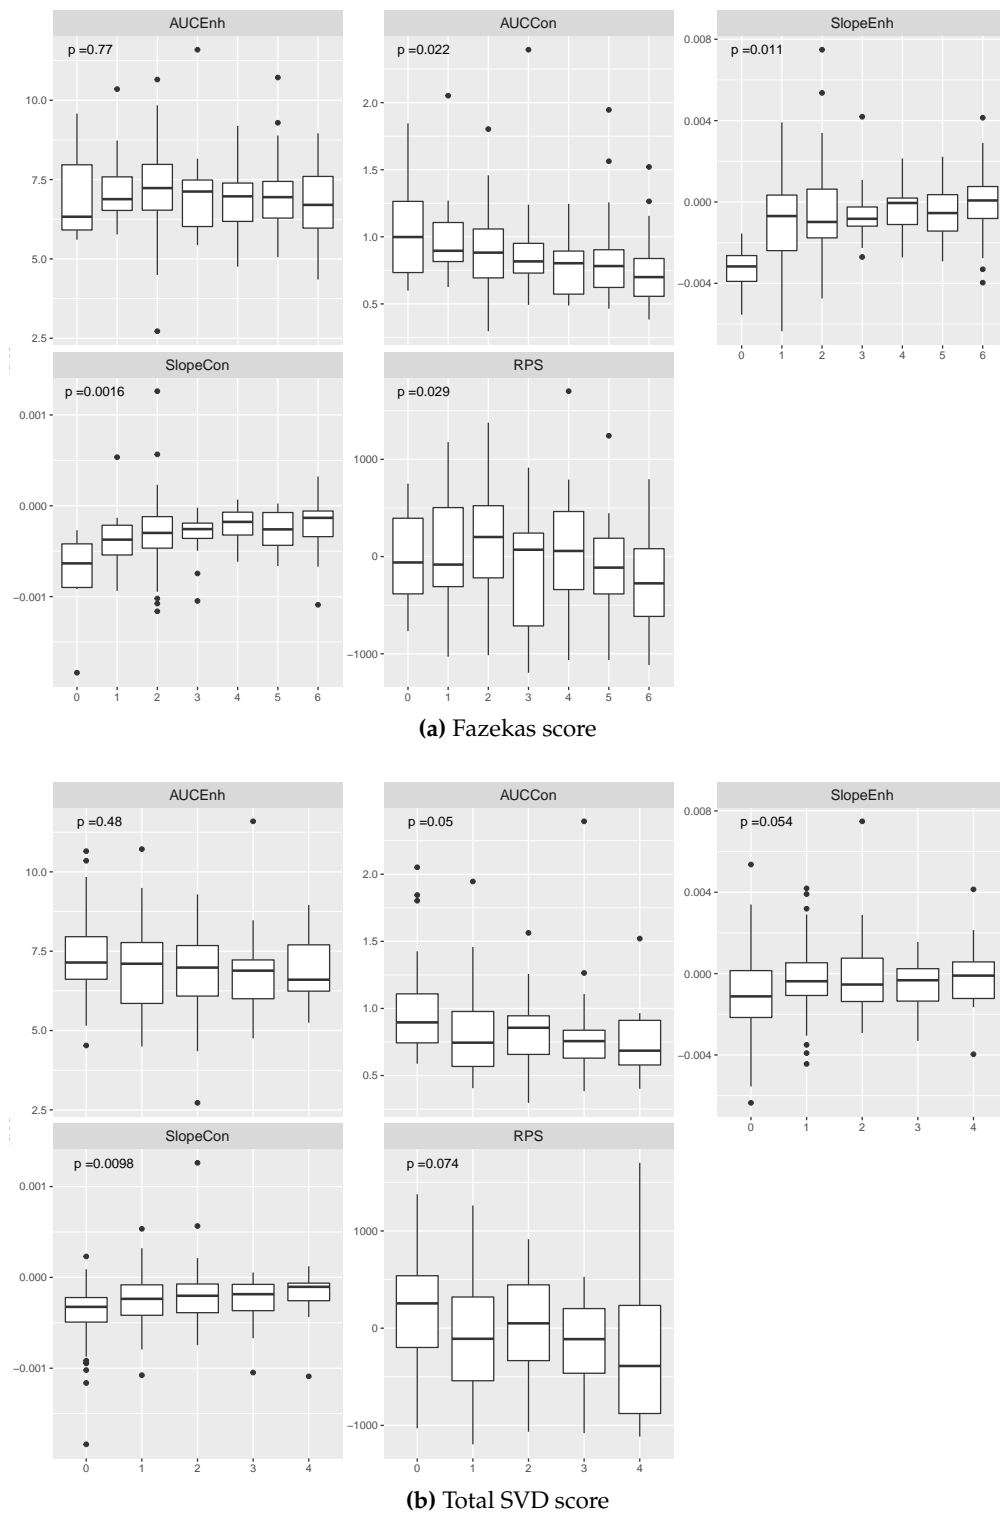 AUCEnh
AUCCon
SlopeEnh
p =0.77
p =0.022
p =0.011
10.0
7.5
5.0
2.5
2.0
1.5
1.0
0.5
0.008
0.004
0.000
−0.004
0 1 2 3 4 5 6
SlopeCon
RPS
p =0.0016
p =0.029
0.001
0.000
−0.001
1000
0
−1000
0 1 2 3 4 5 6
0 1 2 3 4 5 6
(a) Fazekas score
AUCEnh
AUCCon
SlopeEnh
p =0.48
p =0.05
p =0.054
10.0
7.5
5.0
2.5
2.0
1.5
1.0
0.5
0.008
0.004
0.000
−0.004
0 1 2 3 4
SlopeCon
RPS
p =0.0098
p =0.074
0.001
0.000
−0.001
1000
0
−1000
0 1 2 3 4
0 1 2 3 4
(b) Total SVD score